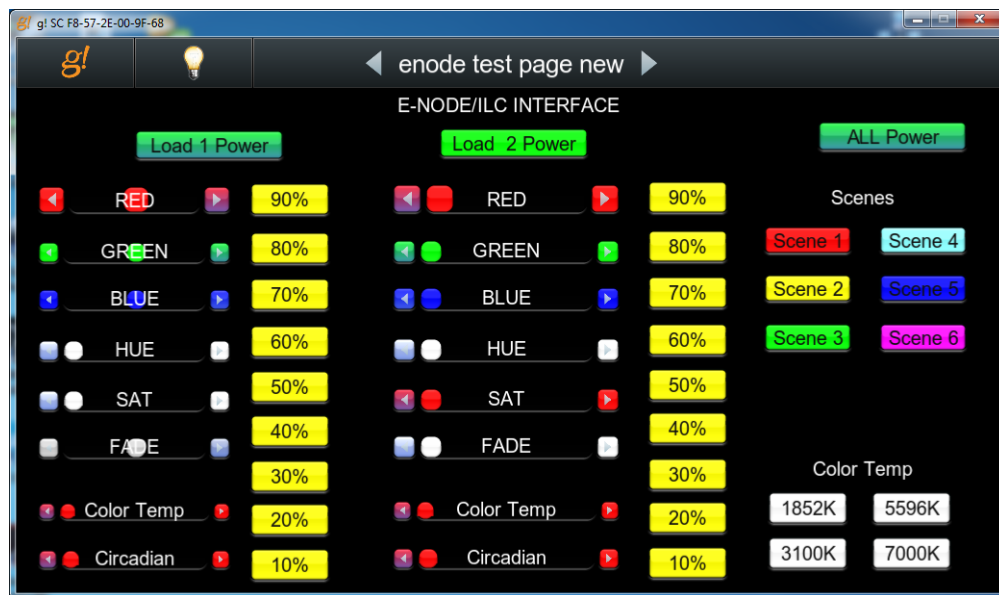 g! SC F8-57-2E-00-9F-68
g!
enode test page new
E-NODE/ILC INTERFACE
Load 1 Power
Load 2 Power
ALL Power
RED
90%
GREEN
80%
BLUE
70%
HUE
60%
SAT
50%
FADE
40%
30%
Color Temp
20%
Circadian
10%
RED
90%
GREEN
80%
BLUE
70%
HUE
60%
SAT
50%
FADE
40%
30%
Color Temp
20%
Circadian
10%
Scenes
Scene 1 Scene 4
Scene 2 Scene 5
Scene 3 Scene 6
Color Temp
1852K 5596K
3100K 7000K